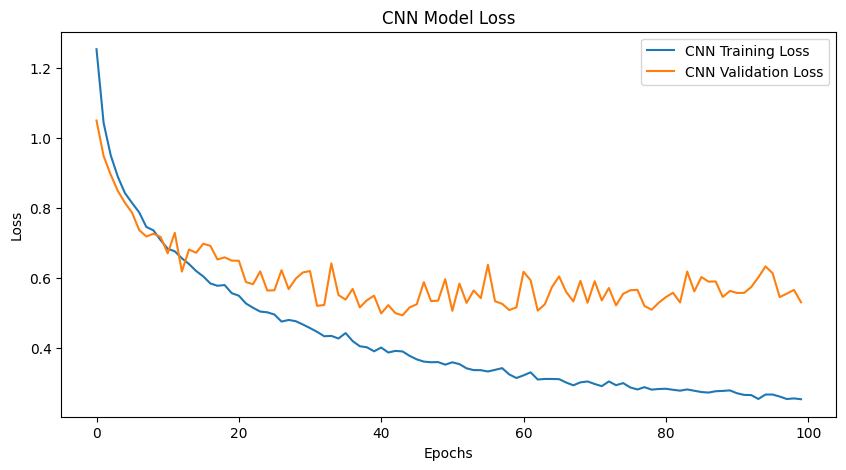 CNN Model Loss
CNN Training Loss
CNN Validation Loss
Loss
1.2
1.0
0.8
0.6
0.4
0
20
40
60
80
100
Epochs